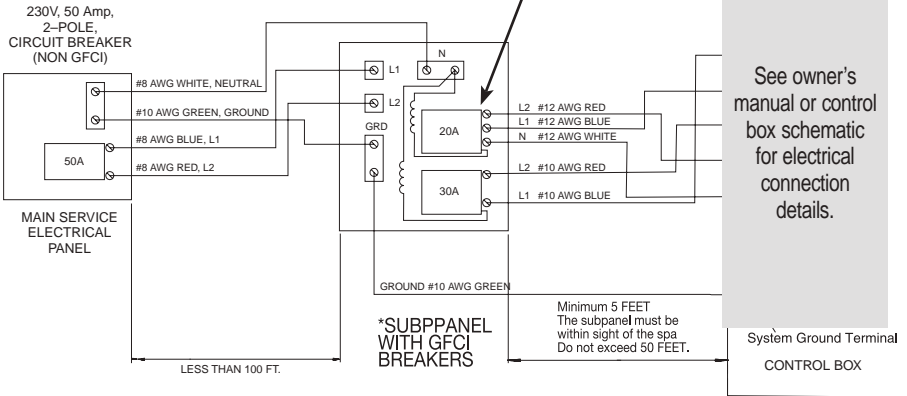 230V, 50 Amp,
2–POLE,
CIRCUIT BREAKER
(NON GFCI)
#8 AWG WHITE, NEUTRAL
#10 AWG GREEN, GROUND
#8 AWG BLUE, L1
50A
#8 AWG RED, L2
MAIN SERVICE
ELECTRICAL
PANEL
N
L1
L2
GRD
20A
30A
L2 #12 AWG RED
L1 #12 AWG BLUE
N #12 AWG WHITE
L2 #10 AWG RED
L1 #10 AWG BLUE
GROUND #10 AWG GREEN
See owner's
manual or control
box schematic
for electrical
connection
details.
*SUBPPANEL
WITH GFCI
BREAKERS
LESS THAN 100 FT.
Minimum 5 FEET
The subpanel must be
within sight of the spa
Do not exceed 50 FEET.
System Ground Terminal
CONTROL BOX